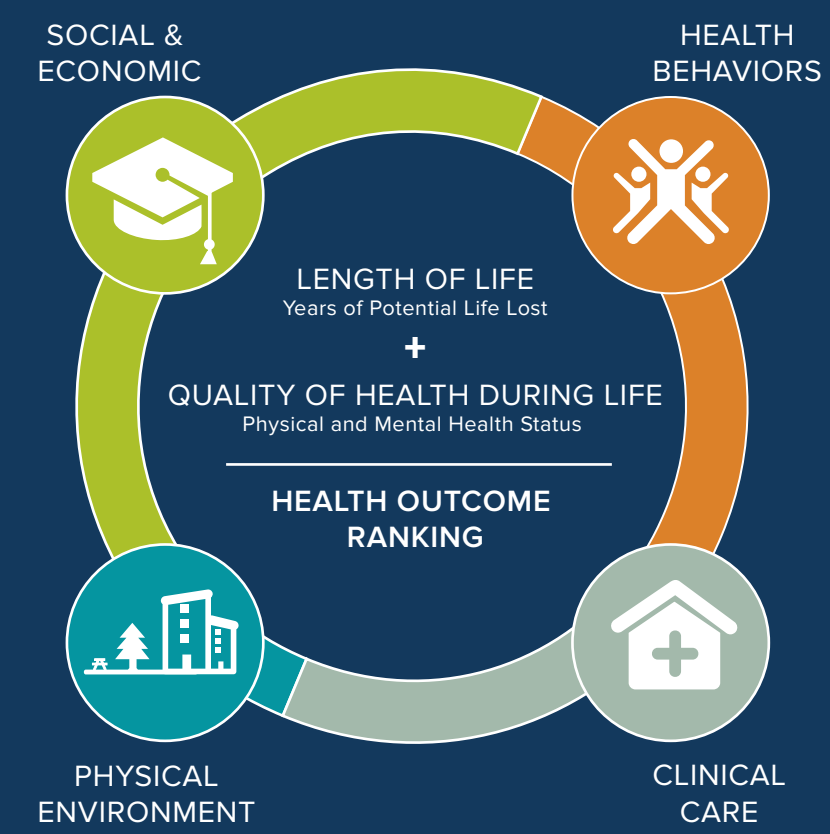 SOCIAL &
ECONOMIC
HEALTH
BEHAVIORS
LENGTH OF LIFE
Years of Potential Life Lost
+
QUALITY OF HEALTH DURING LIFE
Physical and Mental Health Status
HEALTH OUTCOME
RANKING
PHYSICAL
ENVIRONMENT
CLINICAL
CARE